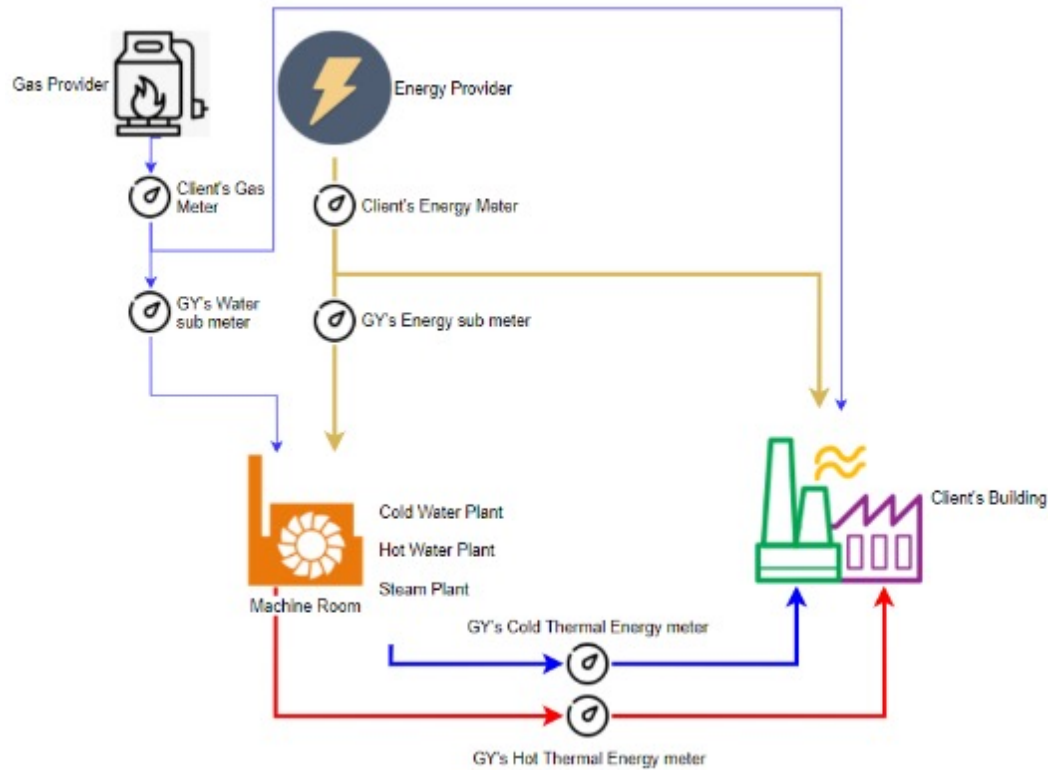 Gas Provider
Energy Provider
Client's Gas
Meter
Client's Energy Meter
GY's Water
sub meter
GY's Energy sub meter
Cold Water Plant
Hot Water Plant
Steam Plant
Machine Room
Client's Building
GY's Cold Thermal Energy meter
GY's Hot Thermal Energy meter